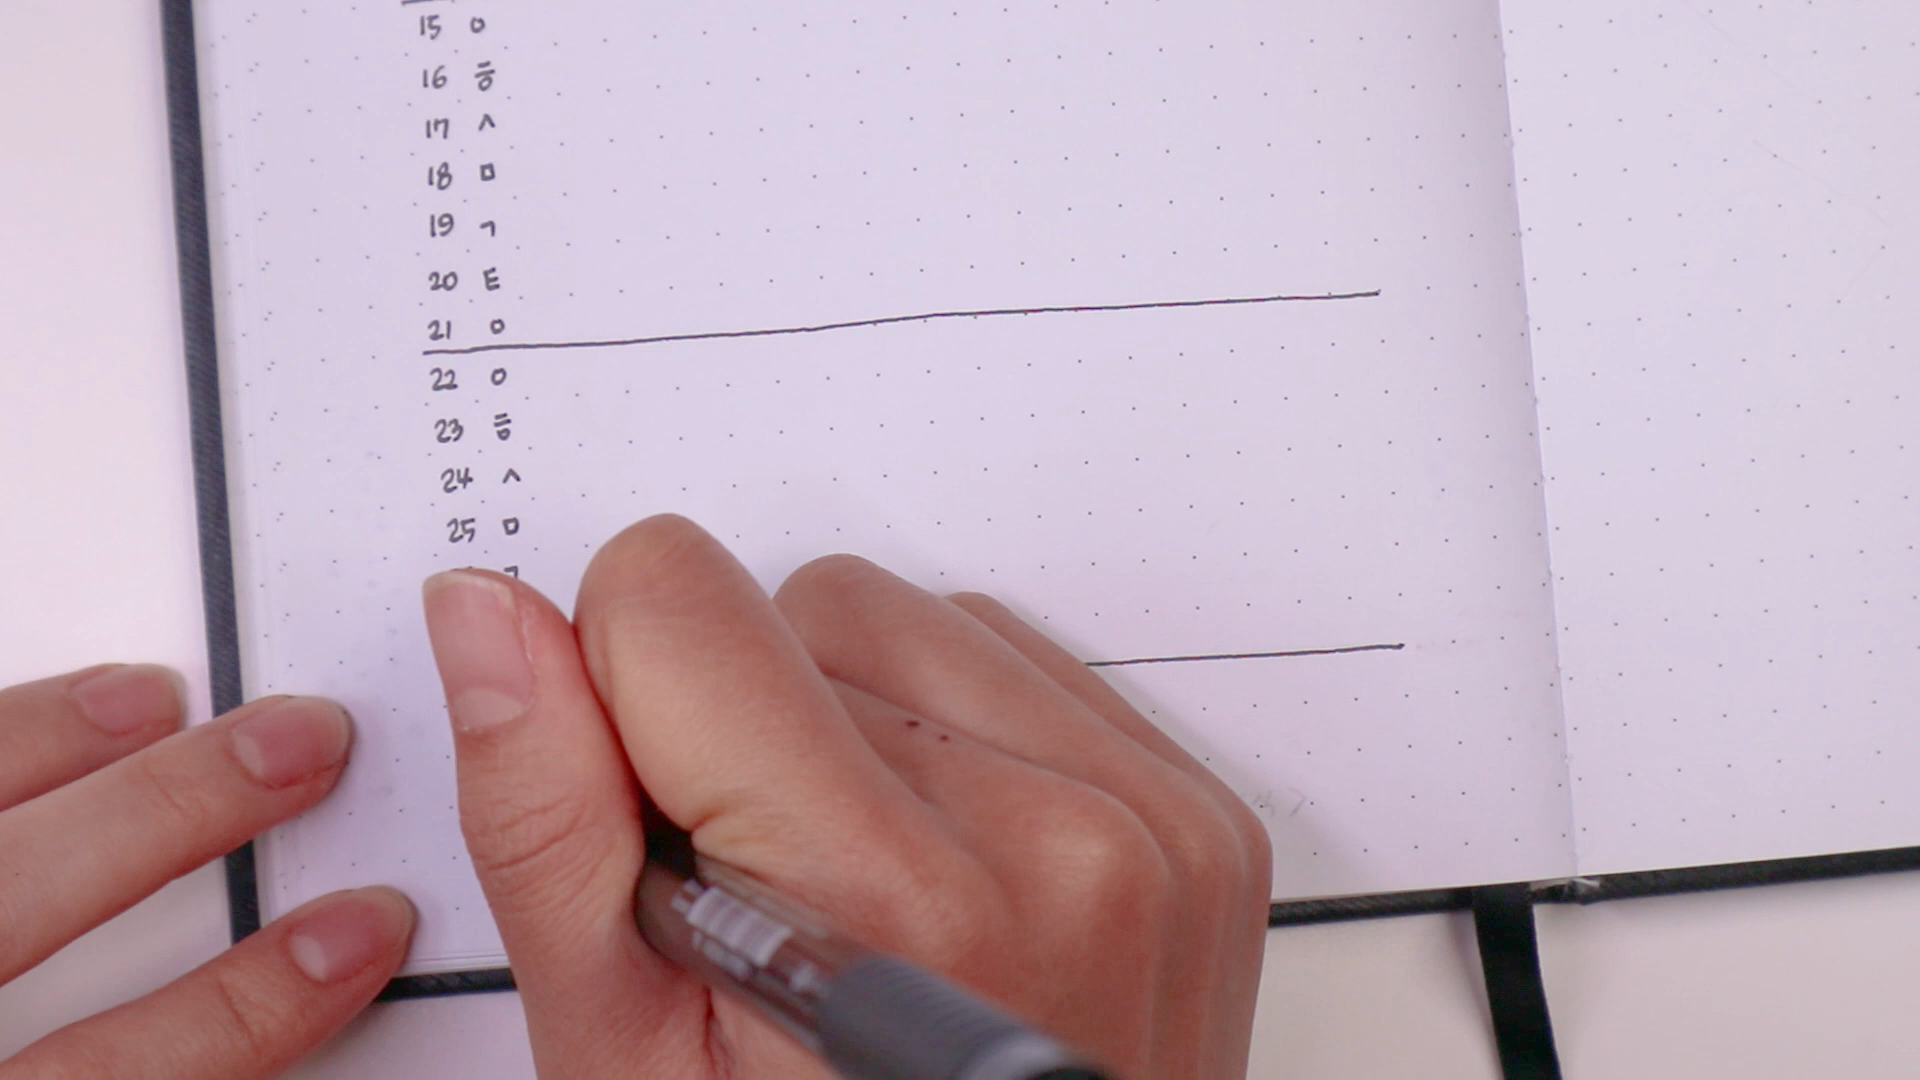 15 ㅇ
16 ㅎ
17 ㅅ
18 ㅁ
19 ㄱ
20 ㅌ
21 ㅇ
22 ㅇ
23 ㅎ
24 ㅅ
25 ㅁ
ㄱ